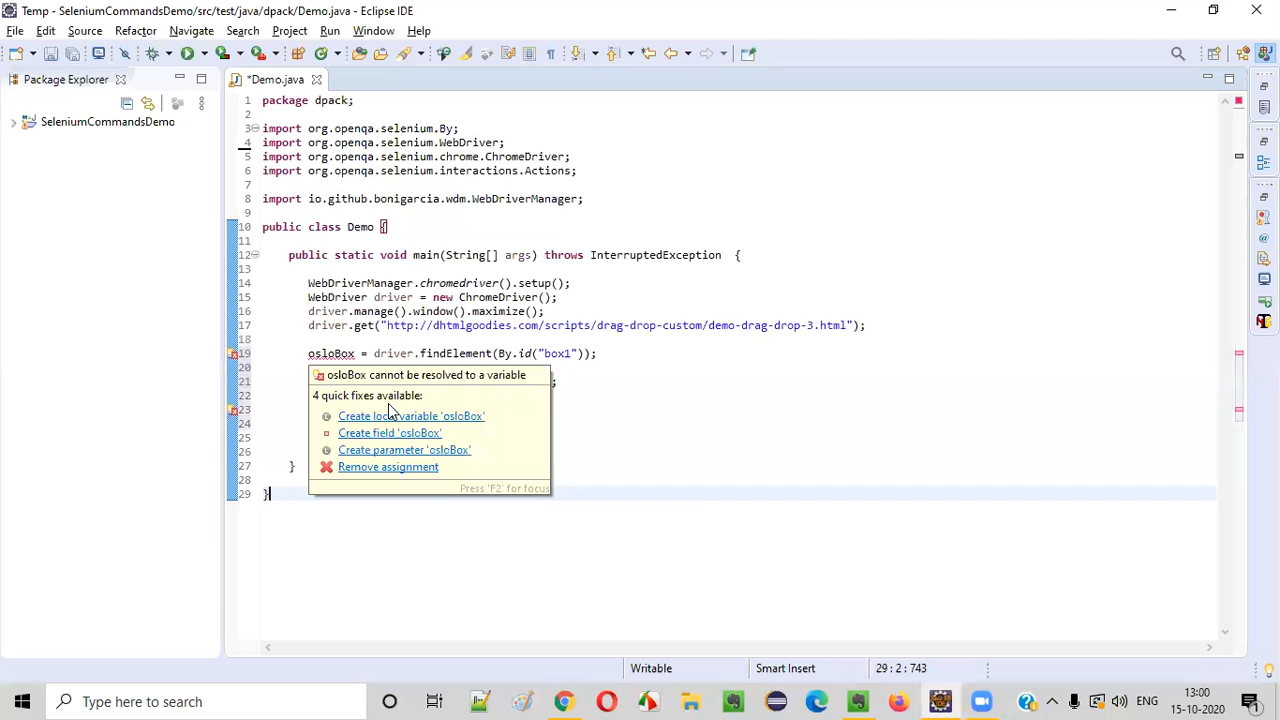 Temp - SeleniumCommandsDemo/src/test/java/dpack/Demo.java - Eclipse IDE
File Edit Source Refactor Navigate Search Project Run Window Help
Package Explorer
*Demo.java
SeleniumCommandsDemo
1 package dpack;
2
3 import org.openqa.selenium.By;
4 import org.openqa.selenium.WebDriver;
5 import org.openqa.selenium.chrome.ChromeDriver;
6 import org.openqa.selenium.interactions.Actions;
7
8 import io.github.bonigarcia.wdm.WebDriverManager;
9
10 public class Demo {
11
12 public static void main(String[] args) throws InterruptedException {
13
14 WebDriverManager.chromedriver().setup();
15 WebDriver driver = new ChromeDriver();
16 driver.manage().window().maximize();
17 driver.get("http://dhtmlgoodies.com/scripts/drag-drop-custom/demo-drag-drop-3.html");
18
19 osloBox = driver.findElement(By.id("box1"));
20
21 ;
22
23
24
25
26
27 }
28
29 }
osloBox cannot be resolved to a variable
4 quick fixes available:
Create local variable 'osloBox'
Create field 'osloBox'
Create parameter 'osloBox'
Remove assignment
Press 'F2' for focus
Writable Smart Insert 29 : 2 : 743
Type here to search
ENG
13:00
15-10-2020